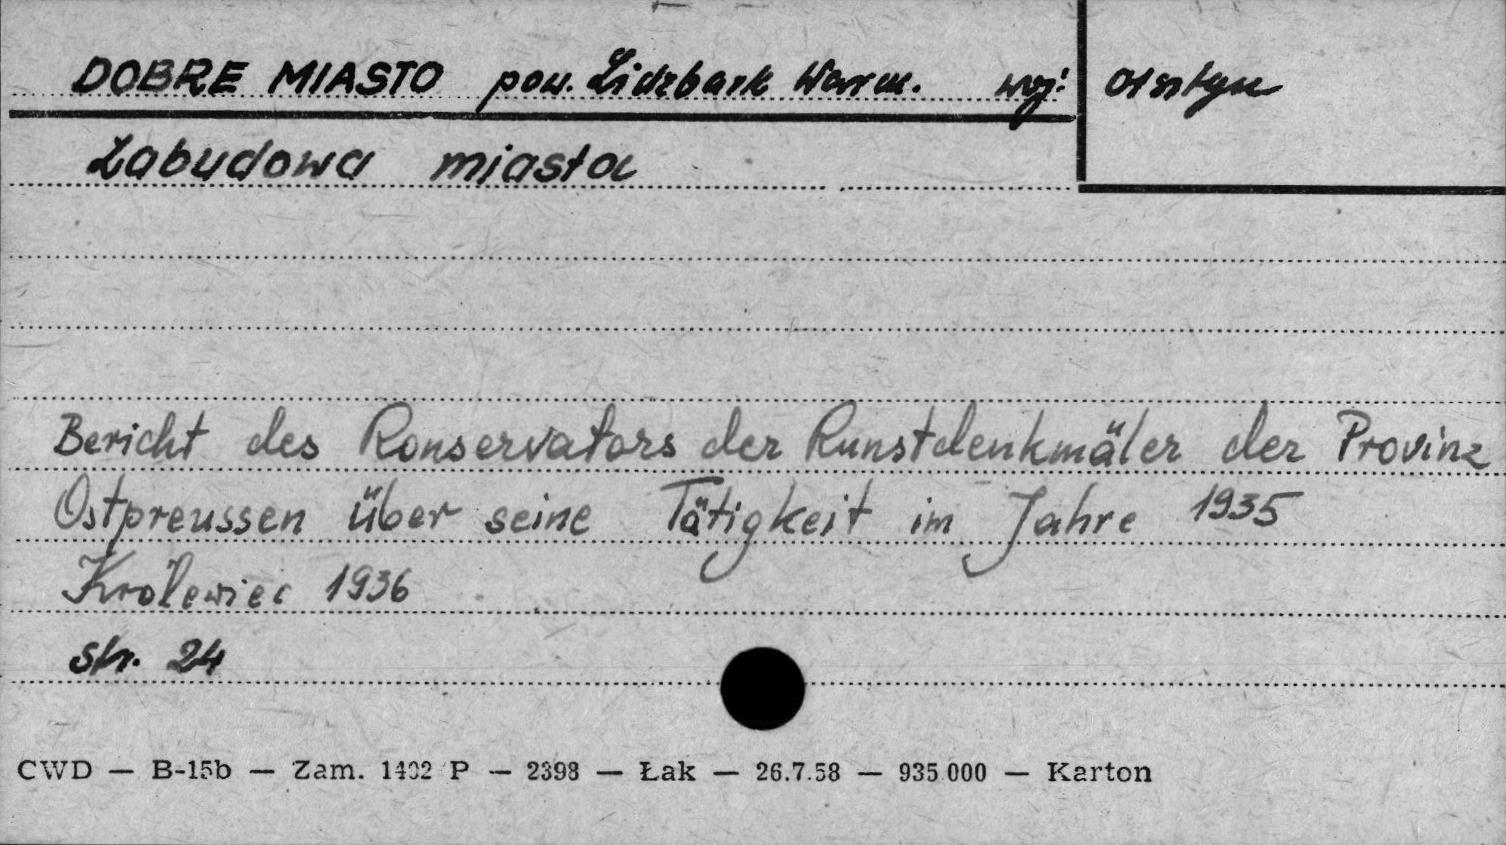 DOBRE MIASTO pow. Lidzbark Warm. woj: Olsztyn
Zabudowa miasta
Bericht des Konservators der Kunstdenkmäler der Provinz
Ostpreussen über seine Tätigkeit im Jahre 1935
Królewiec 1936
str. 24
CWD — B-15b — Zam. 1402 P — 2398 — Łak — 26.7.58 — 935 000 — Karton